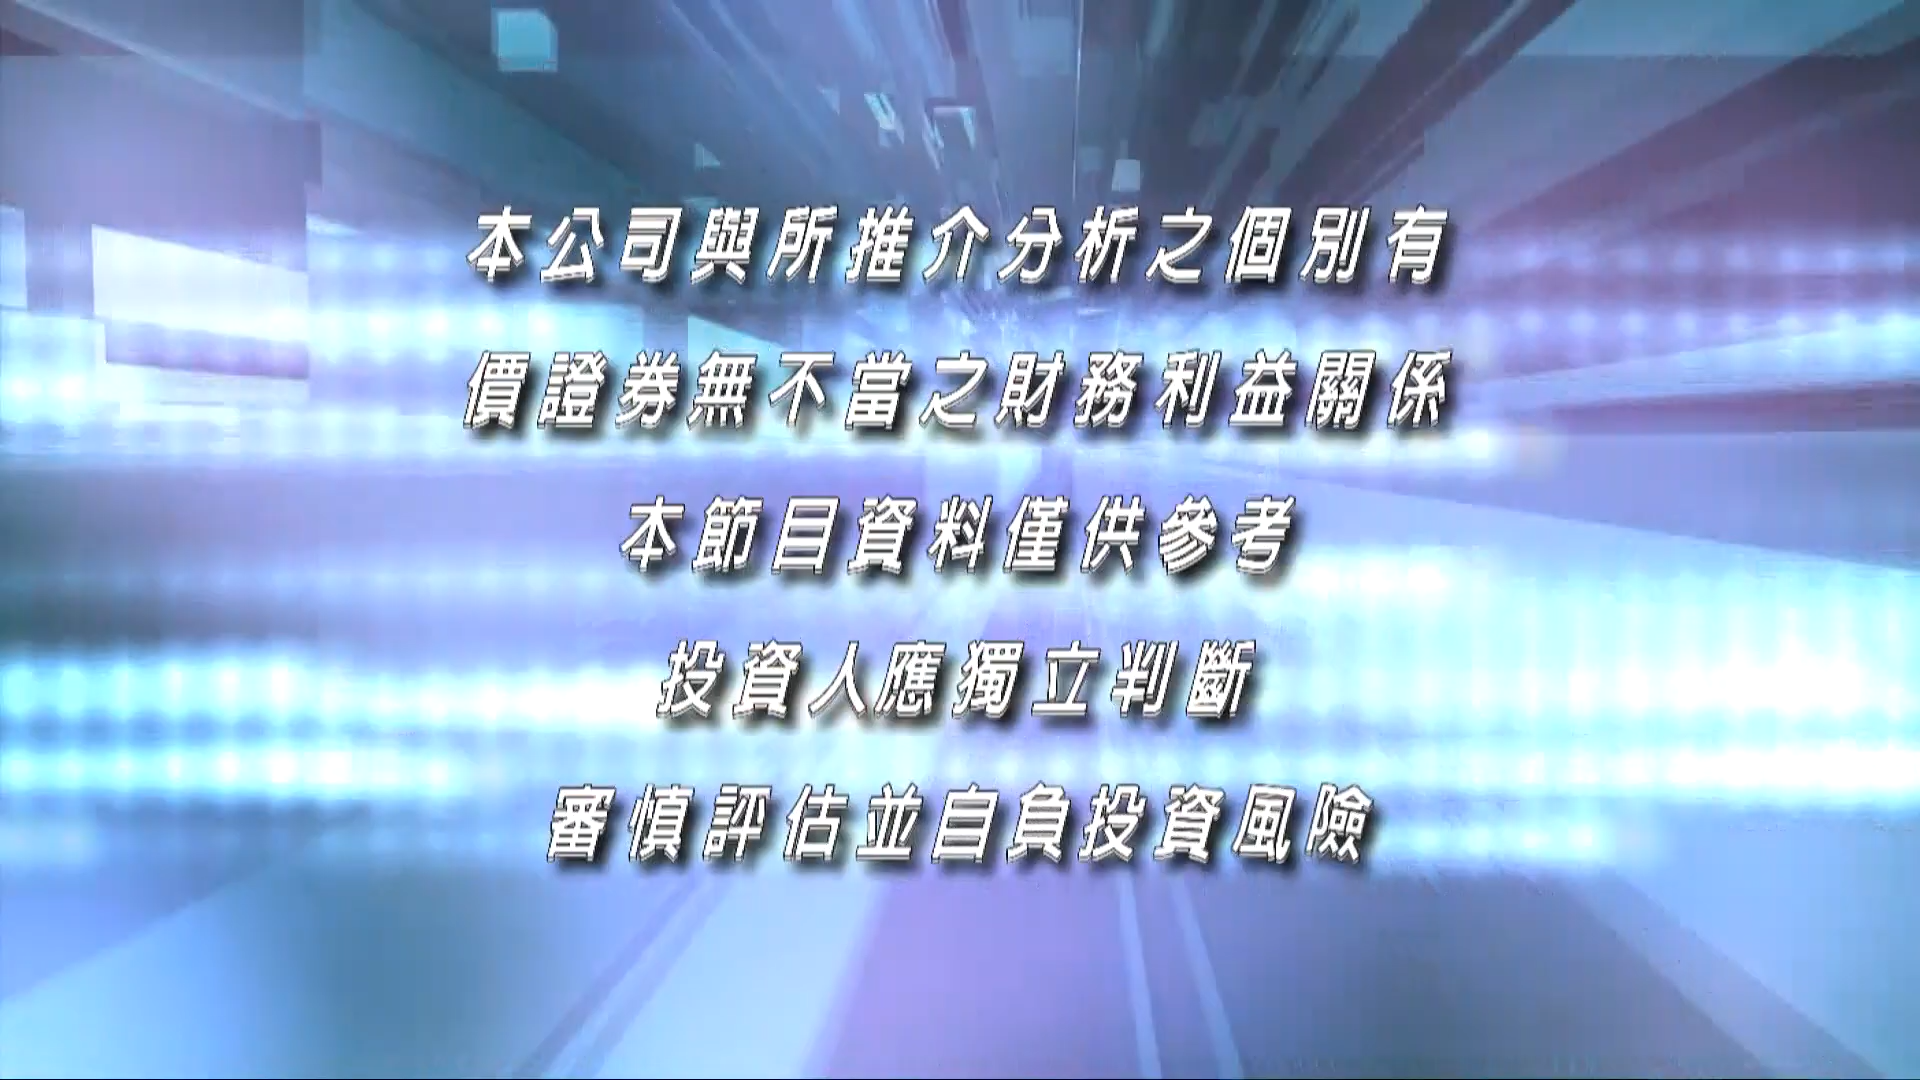 本公司與所推介分析之個別有
價證券無不當之財務利益關係
本節目資料僅供參考
投資人應獨立判斷
審慎評估並自負投資風險